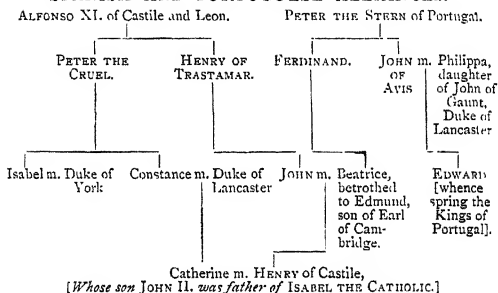 ALFONSO XI. of Castile and Leon.
PETER THE STERN of Portugal.
PETER THE
CRUEL.
HENRY OF
TRASTAMAR.
FERDINAND.
JOHN m. Philippa,
OF daughter
AVIS of John of
Gaunt,
Duke of
Lancaster
Isabel m. Duke of
York
Constance m. Duke of
Lancaster
JOHN m. Beatrice,
betrothed
to Edmund,
son of Earl
of Cam-
bridge.
EDWARD
[whence
spring the
Kings of
Portugal].
Catherine m. HENRY of Castile,
[Whose son JOHN II. was father of ISABEL THE CATHOLIC.]